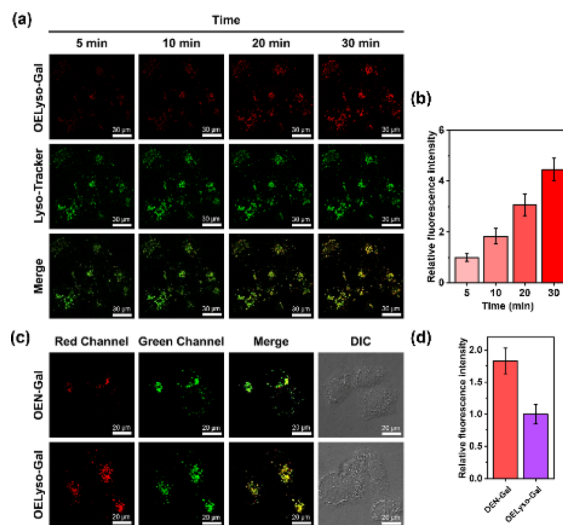 (a)
Time
5 min 10 min 20 min 30 min
OELyso-Gal
30 µm 30 µm 30 µm 30 µm
Lyso-Tracker
30 µm 30 µm 30 µm 30 µm
Merge
30 µm 30 µm 30 µm 30 µm
(b)
Relative fluorescence intensity
6
4
2
0
5 10 20 30
Time (min)
(c)
Red Channel Green Channel Merge DIC
OEN-Gal
20 µm 20 µm 20 µm 20 µm
OELyso-Gal
20 µm 20 µm 20 µm 20 µm
(d)
Relative fluorescence intensity
2.0
1.5
1.0
0.5
0.0
OEN-Gal OELyso-Gal